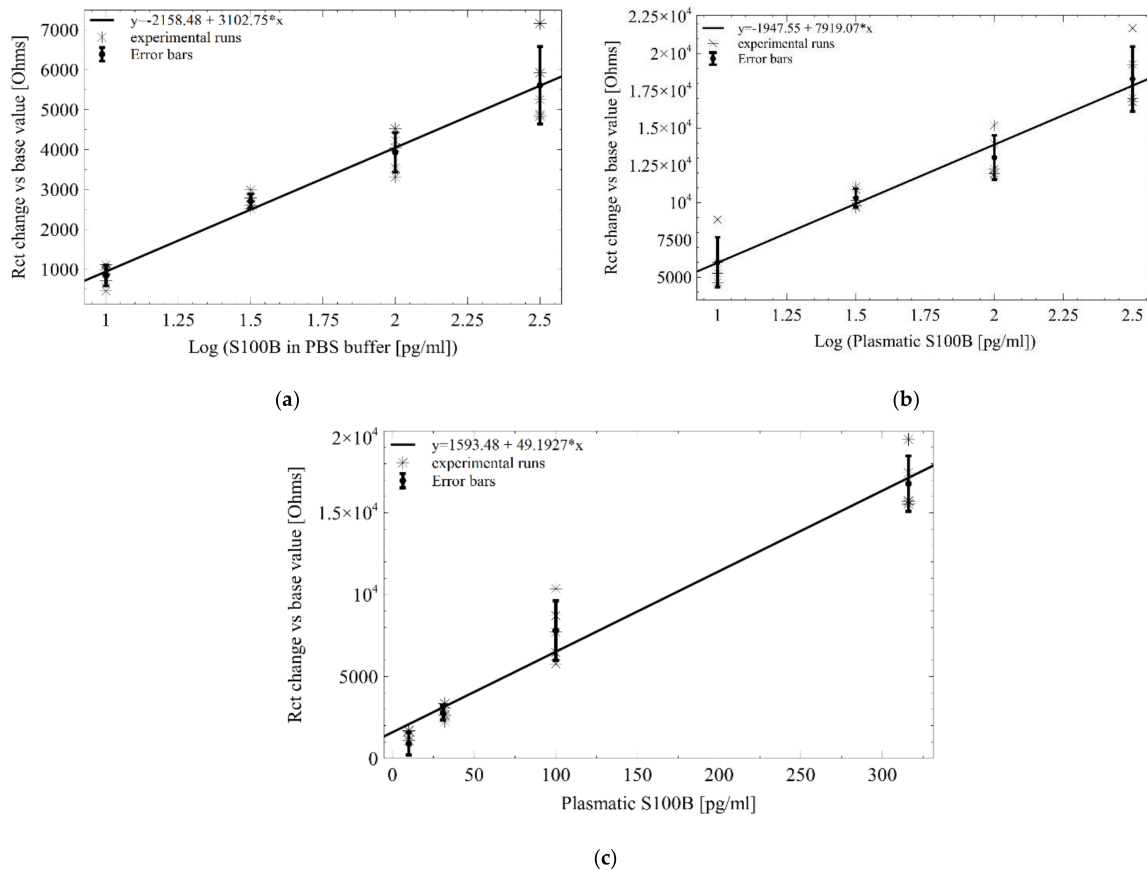 y=-2158.48 + 3102.75*x
experimental runs
Error bars
7000
6000
5000
4000
3000
2000
1000
Rct change vs base value [Ohms]
1 1.25 1.5 1.75 2 2.25 2.5
Log (S100B in PBS buffer [pg/ml])
(a)
y=-1947.55 + 7919.07*x
experimental runs
Error bars
2.25×10⁴
2×10⁴
1.75×10⁴
1.5×10⁴
1.25×10⁴
10⁴
7500
5000
Rct change vs base value [Ohms]
1 1.25 1.5 1.75 2 2.25 2.5
Log (Plasmatic S100B [pg/ml])
(b)
y=1593.48 + 49.1927*x
experimental runs
Error bars
2×10⁴
1.5×10⁴
10⁴
5000
0
Rct change vs base value [Ohms]
0 50 100 150 200 250 300
Plasmatic S100B [pg/ml]
(c)